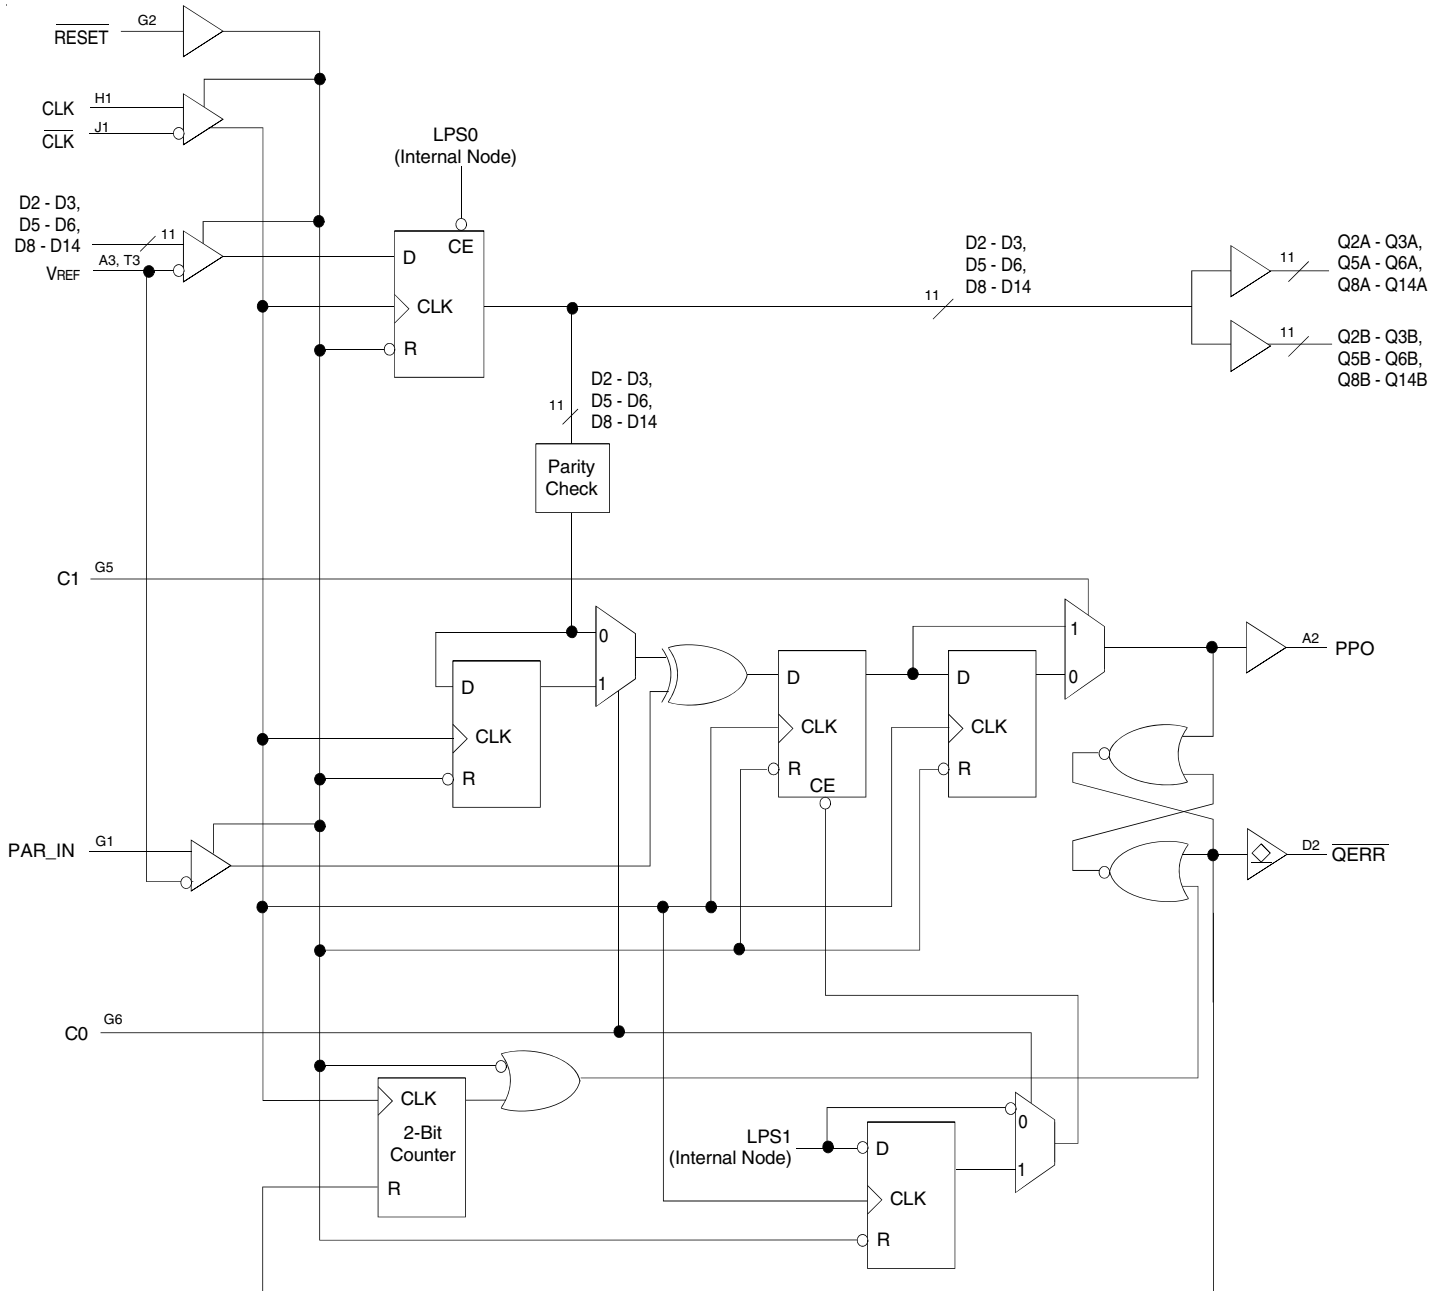 RESET
G2
CLK
H1
CLK
J1
LPS0
(Internal Node)
D2 - D3,
D5 - D6,
D8 - D14
11
VREF
A3, T3
CE
D
CLK
R
11
D2 - D3,
D5 - D6,
D8 - D14
11
Q2A - Q3A,
Q5A - Q6A,
Q8A - Q14A
11
Q2B - Q3B,
Q5B - Q6B,
Q8B - Q14B
11
D2 - D3,
D5 - D6,
D8 - D14
Parity
Check
C1
G5
0
1
D
CLK
R
D
CLK
R
CE
D
CLK
R
1
0
A2
PPO
PAR_IN
G1
D2
QERR
C0
G6
CLK
2-Bit
Counter
R
LPS1
(Internal Node)
D
CLK
R
0
1